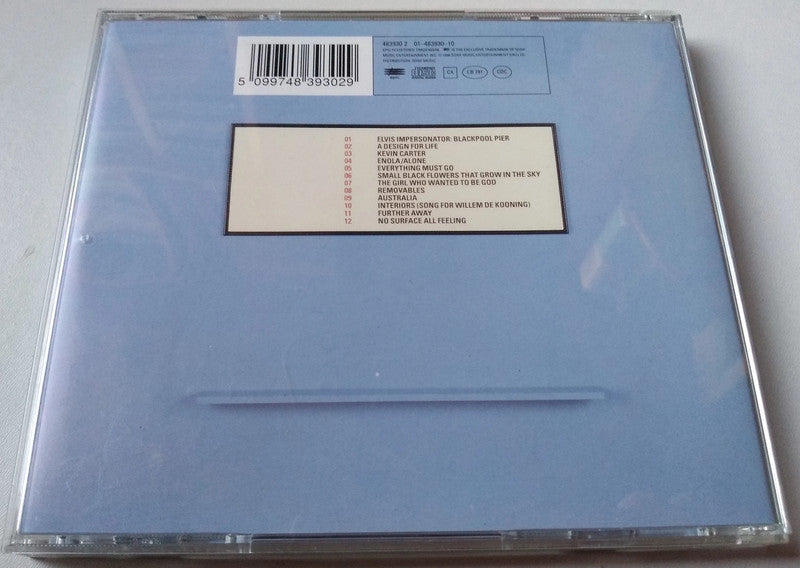 483930 2 01-483930-10
5 099748 393029
01 ELVIS IMPERSONATOR: BLACKPOOL PIER
02 A DESIGN FOR LIFE
03 KEVIN CARTER
04 ENOLA/ALONE
05 EVERYTHING MUST GO
06 SMALL BLACK FLOWERS THAT GROW IN THE SKY
07 THE GIRL WHO WANTED TO BE GOD
08 REMOVABLES
09 AUSTRALIA
10 INTERIORS (SONG FOR WILLEM DE KOONING)
11 FURTHER AWAY
12 NO SURFACE ALL FEELING